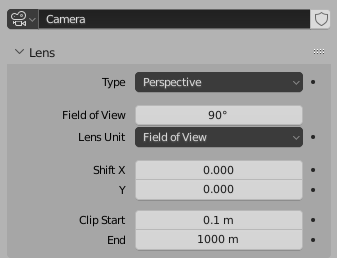 Camera
Lens
Type Perspective
Field of View 90°
Lens Unit Field of View
Shift X 0.000
Y 0.000
Clip Start 0.1 m
End 1000 m